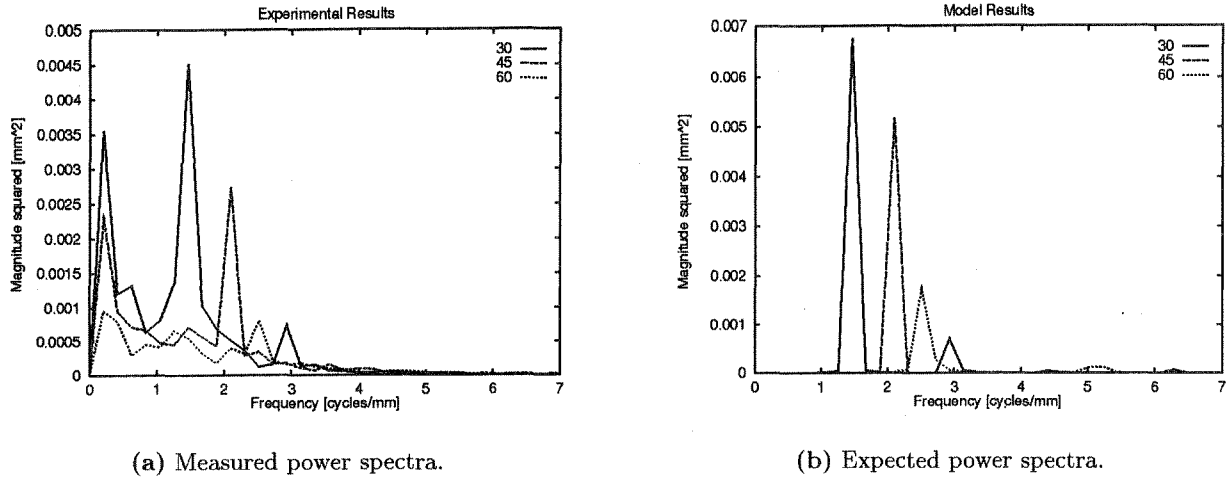 Experimental Results
0.005
0.0045
0.004
0.0035
0.003
0.0025
0.002
0.0015
0.001
0.0005
0
Magnitude squared [mm^2]
30
45
60
0 1 2 3 4 5 6 7
Frequency [cycles/mm]
(a) Measured power spectra.
Model Results
0.007
0.006
0.005
0.004
0.003
0.002
0.001
0
Magnitude squared [mm^2]
30
45
60
0 1 2 3 4 5 6 7
Frequency [cycles/mm]
(b) Expected power spectra.